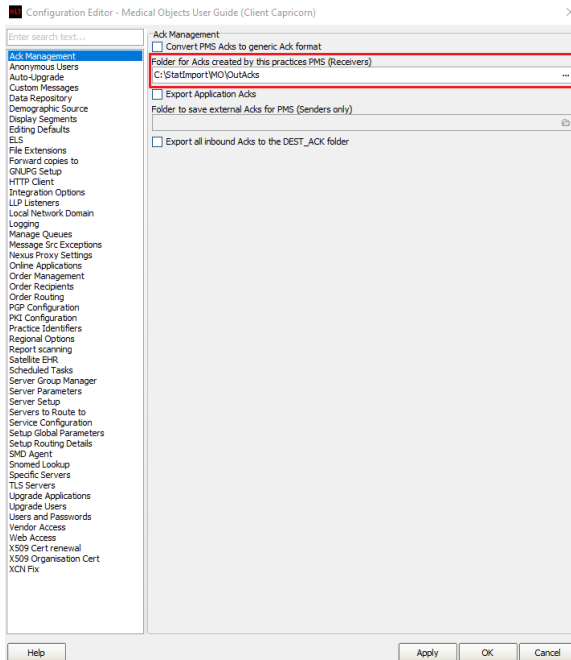 Configuration Editor - Medical Objects User Guide (Client Capricorn)
Enter search text...
Ack Management
Anonymous Users
Auto-Upgrade
Custom Messages
Data Repository
Demographic Source
Display Segments
Editing Defaults
ELS
File Extensions
Forward copies to
GNUPG Setup
HTTP Client
Integration Options
LLP Listeners
Local Network Domain
Logging
Manage Queues
Message Src Exceptions
Nexus Proxy Settings
Online Applications
Order Management
Order Recipients
Order Routing
PGP Configuration
PKI Configuration
Practice Identifiers
Regional Options
Report scanning
Satellite EHR
Scheduled Tasks
Server Group Manager
Server Parameters
Server Setup
Servers to Route to
Service Configuration
Setup Global Parameters
Setup Routing Details
SMD Agent
Snomed Lookup
Specific Servers
TLS Servers
Upgrade Applications
Upgrade Users
Users and Passwords
Vendor Access
Web Access
X509 Cert renewal
X509 Organisation Cert
XCN Fix
Ack Management
Convert PMS Acks to generic Ack format
Folder for Acks created by this practices PMS (Receivers)
C:\StatImport\MO\OutAcks
...
Export Application Acks
Folder to save external Acks for PMS (Senders only)
Export all inbound Acks to the DEST_ACK folder
Help
Apply
OK
Cancel